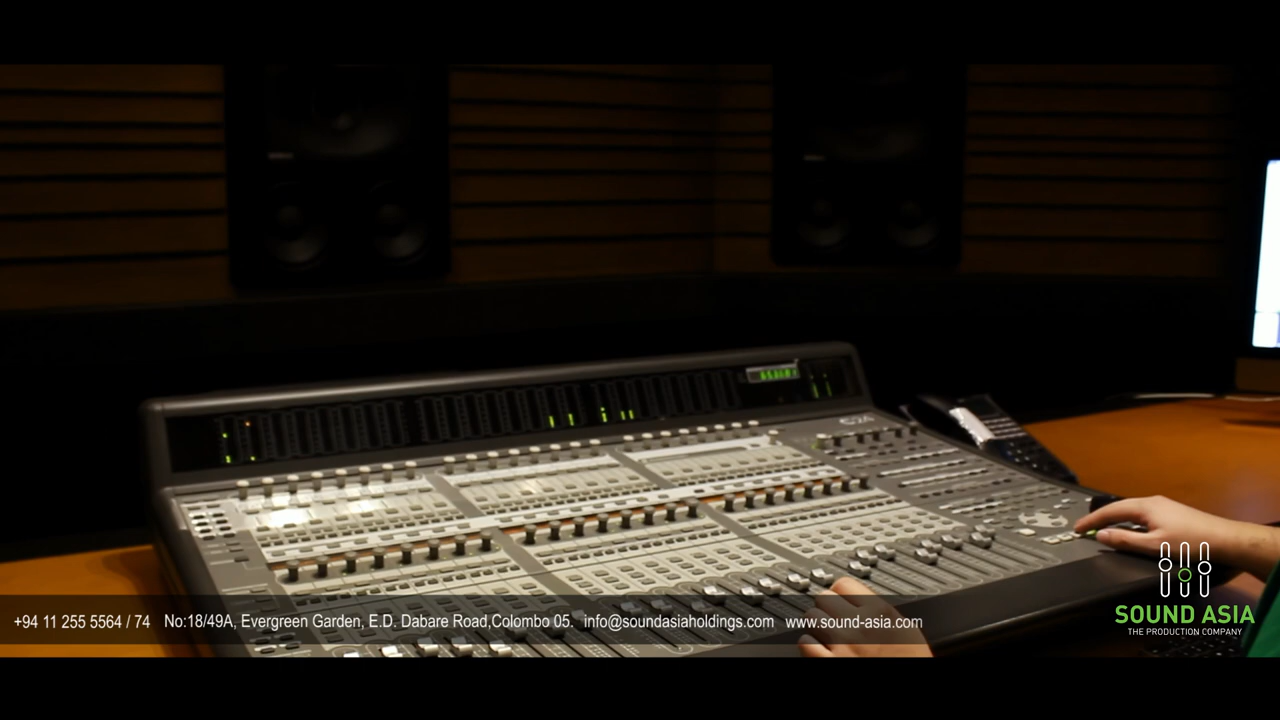 +94 11 255 5564 / 74 No:18/49A, Evergreen Garden, E.D. Dabare Road,Colombo 05. info@soundasiaholdings.com www.sound-asia.com
SOUND ASIA
THE PRODUCTION COMPANY